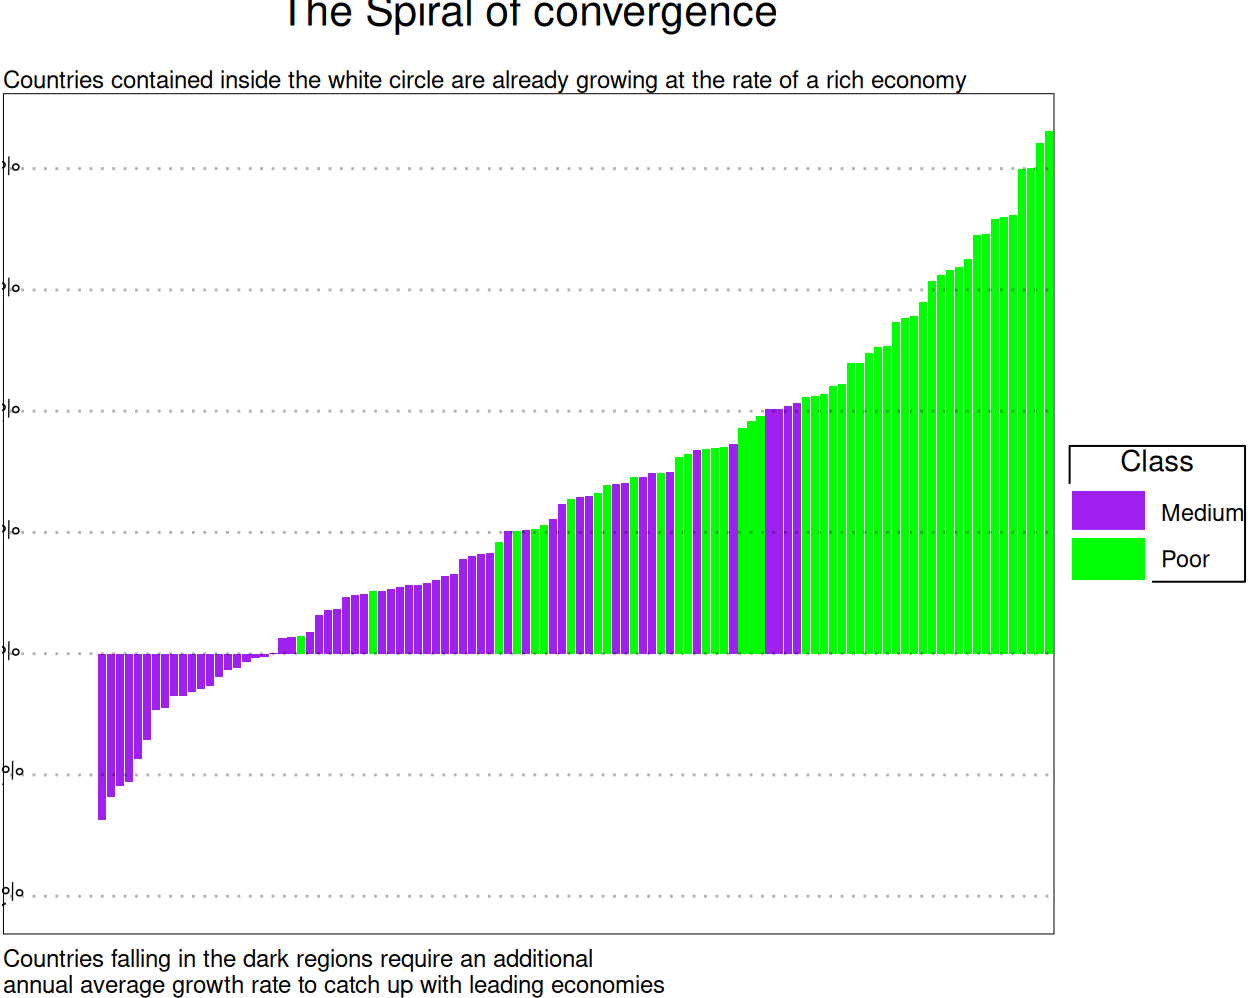 The Spiral of convergence
Countries contained inside the white circle are already growing at the rate of a rich economy
Class
Medium
Poor
Countries falling in the dark regions require an additional
annual average growth rate to catch up with leading economies